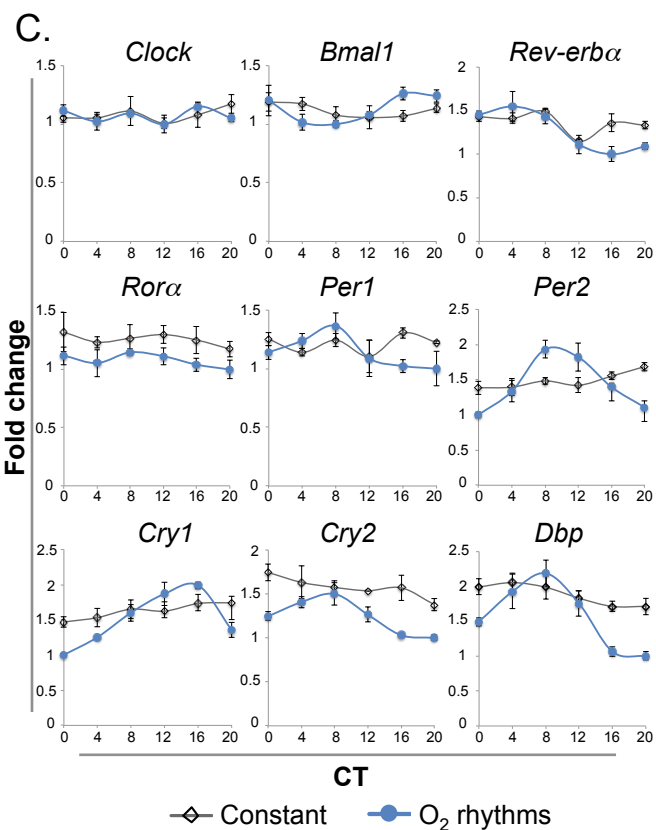 C.
Clock Bmal1 Rev-erbα
1.5 1.5 2
1 1 1.5
0.5 0.5 1
0.5
0 0 0
0 4 8 12 16 20 0 4 8 12 16 20 0 4 8 12 16 20
Rorα Per1 Per2
1.5 1.5 2.5
1 1 2
0.5 0.5 1.5
1
0.5
0 0 0
0 4 8 12 16 20 0 4 8 12 16 20 0 4 8 12 16 20
Fold change
Cry1 Cry2 Dbp
2.5 2 2.5
2 1.5 2
1.5 1 1.5
1 0.5 1
0.5 0.5
0 0 0
0 4 8 12 16 20 0 4 8 12 16 20 0 4 8 12 16 20
CT
Constant O₂ rhythms